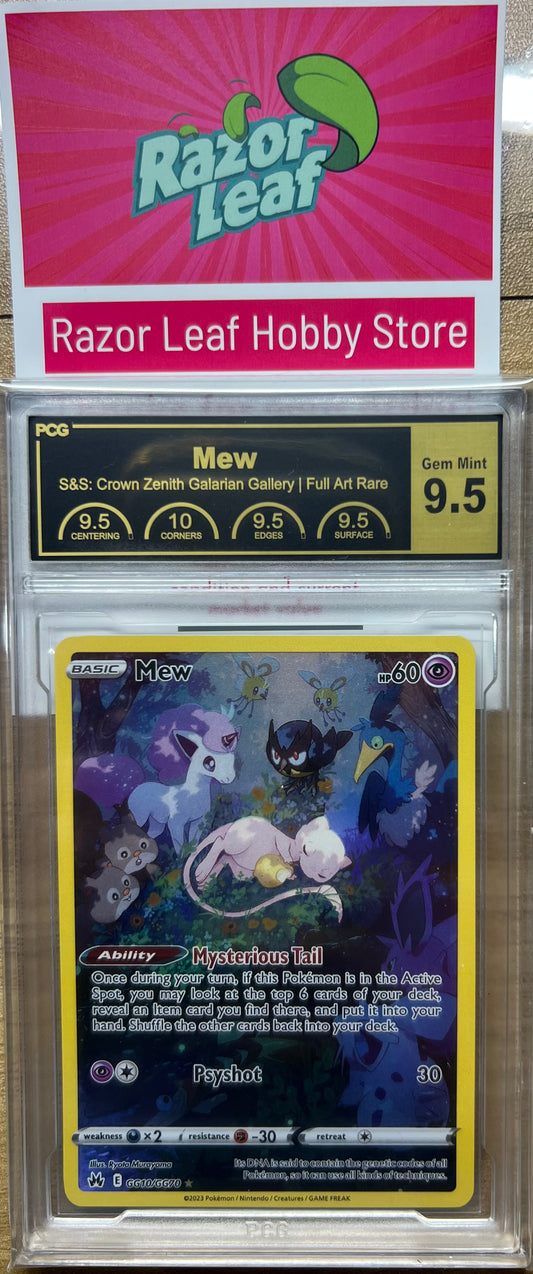 Razor
Leaf
Razor Leaf Hobby Store
PCG
Mew
S&S: Crown Zenith Galarian Gallery | Full Art Rare
9.5
CENTERING
10
CORNERS
9.5
EDGES
9.5
SURFACE
Gem Mint
9.5
condition and current
market value
BASIC
Mew
HP60
Ability
Mysterious Tail
Once during your turn, if this Pokémon is in the Active
Spot, you may look at the top 6 cards of your deck,
reveal an Item card you find there, and put it into your
hand. Shuffle the other cards back into your deck.
Psyshot 30
weakness ×2 resistance -30 retreat
Illus. Ryota Murayama
E GG10/GG70 ★
Its DNA is said to contain the genetic codes of all
Pokémon, so it can use all kinds of techniques.
©2023 Pokémon / Nintendo / Creatures / GAME FREAK
PCG